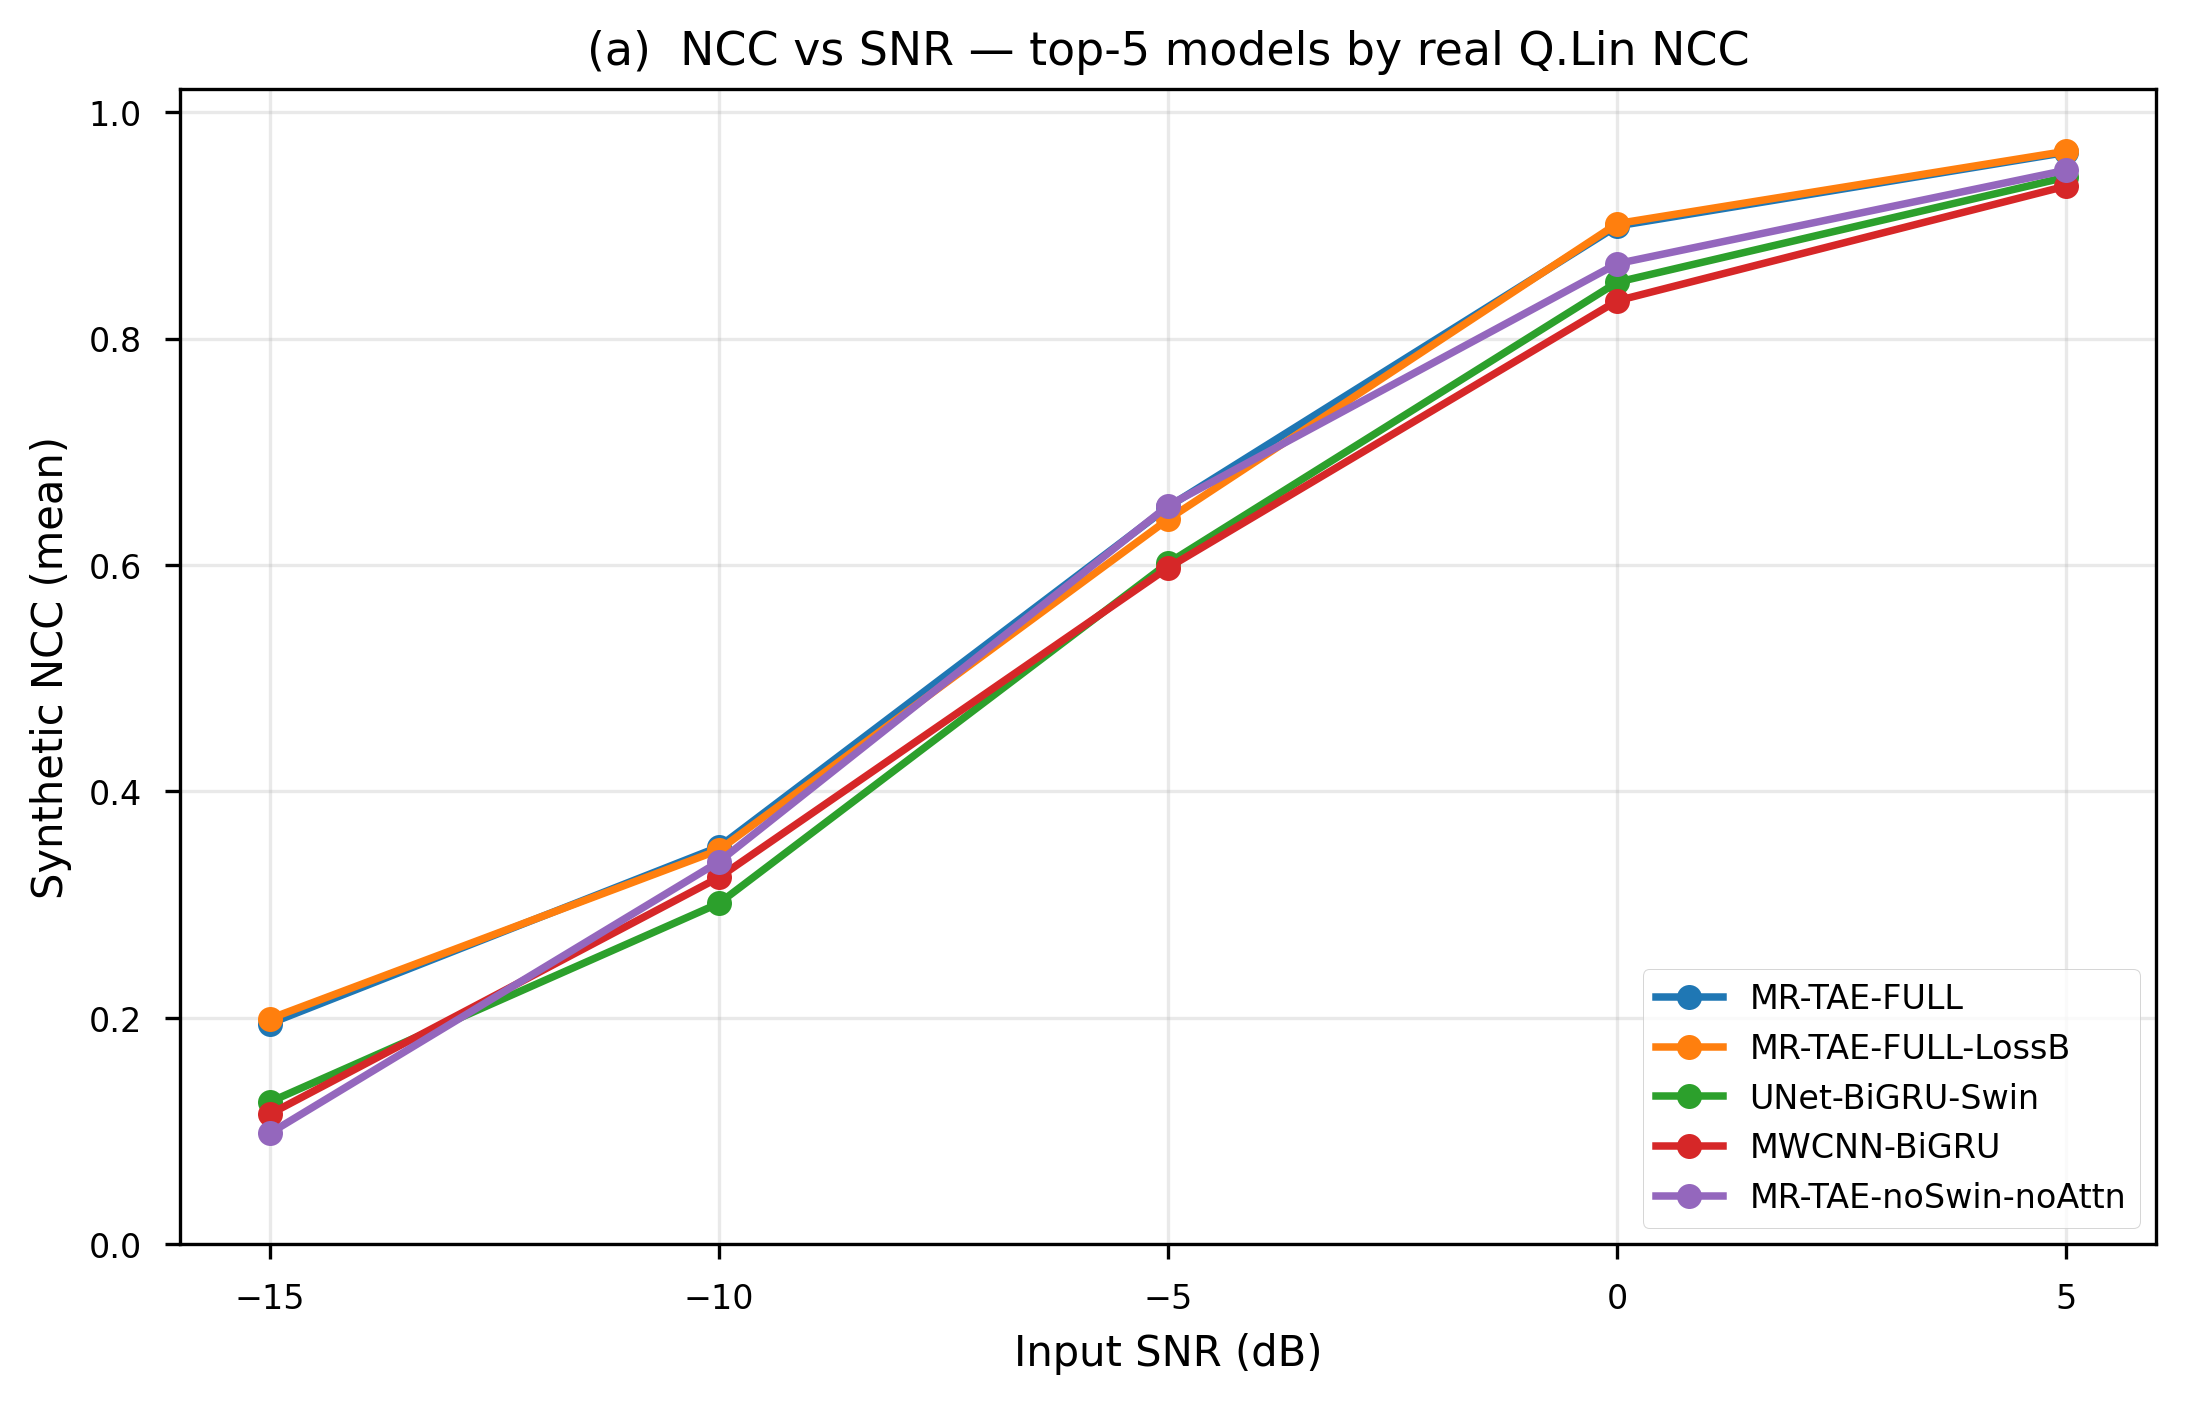 (a)  NCC vs SNR — top-5 models by real Q.Lin NCC
Synthetic NCC (mean)
1.0
0.8
0.6
0.4
0.2
0.0
−15
−10
−5
0
5
Input SNR (dB)
MR-TAE-FULL
MR-TAE-FULL-LossB
UNet-BiGRU-Swin
MWCNN-BiGRU
MR-TAE-noSwin-noAttn